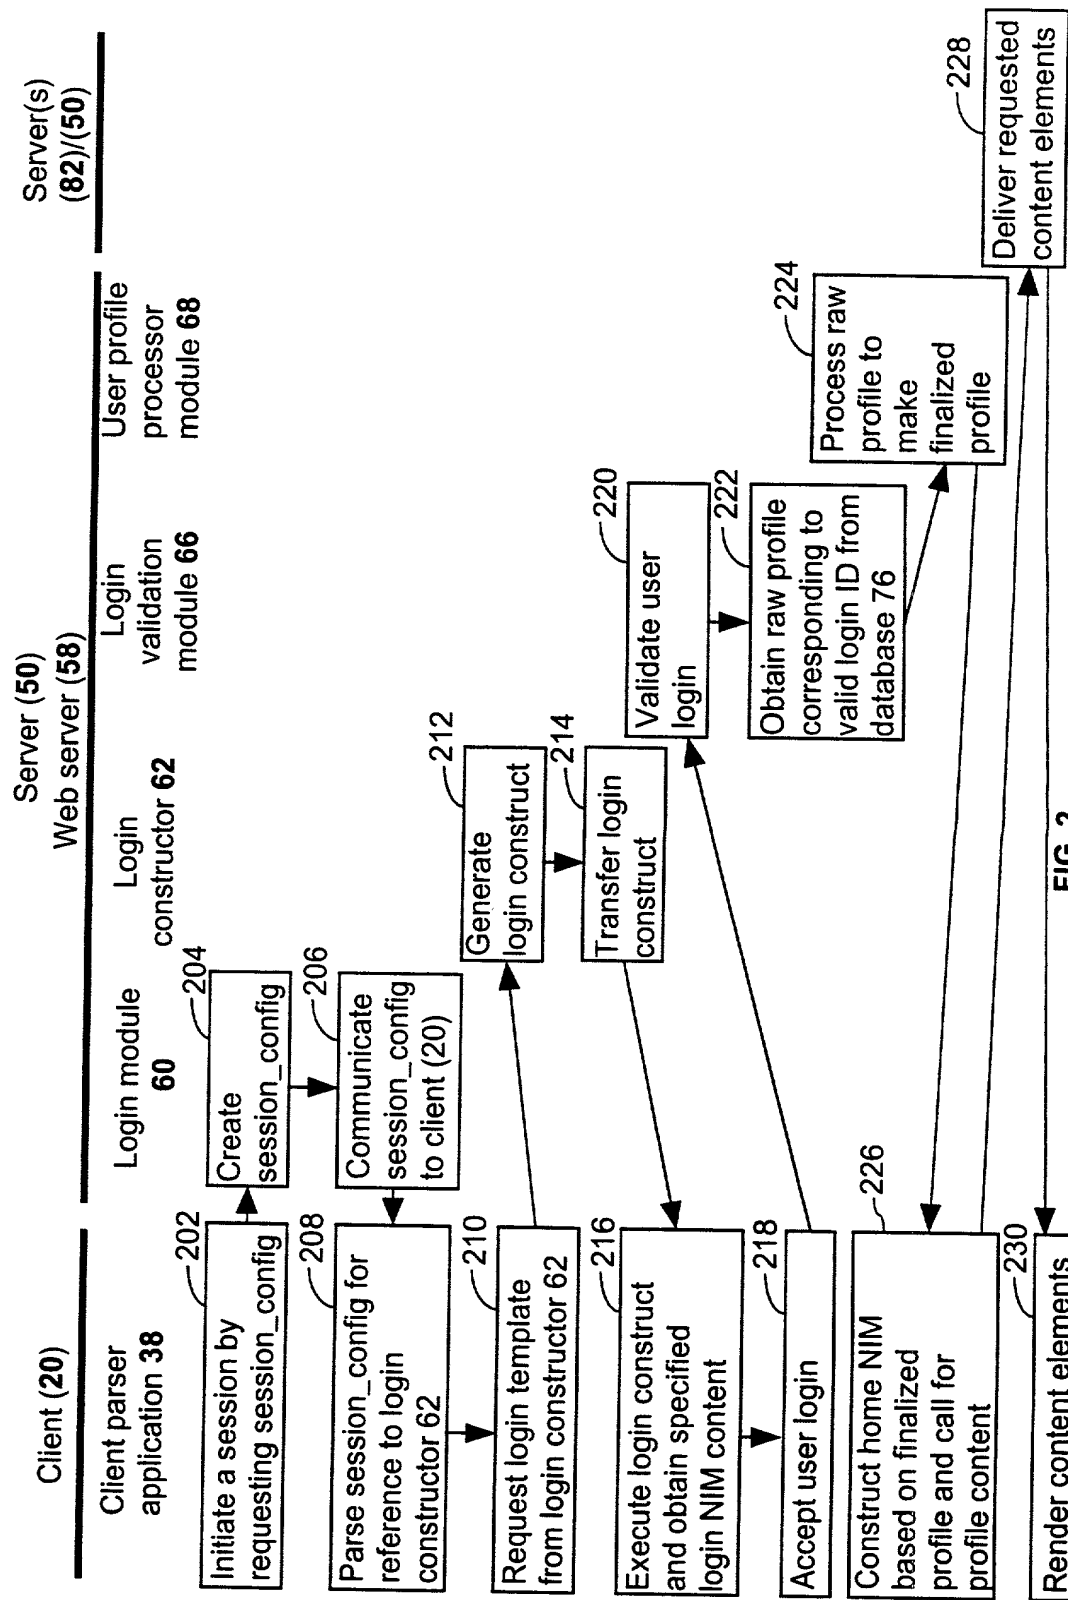 Client (20)
Client parser
application 38
Server (50)
Web server (58)
Login module
60
Login
constructor 62
Login
validation
module 66
User profile
processor
module 68
Server(s)
(82)/(50)
202
Initiate a session by
requesting session_config
204
Create
session_config
206
Communicate
session_config
to client (20)
208
Parse session_config for
reference to login
constructor 62
210
Request login template
from login constructor 62
212
Generate
login construct
214
Transfer login
construct
216
Execute login construct
and obtain specified
login NIM content
218
Accept user login
220
Validate user
login
222
Obtain raw profile
corresponding to
valid login ID from
database 76
224
Process raw
profile to
make
finalized
profile
226
Construct home NIM
based on finalized
profile and call for
profile content
228
Deliver requested
content elements
230
Render content elements
FIG. 2